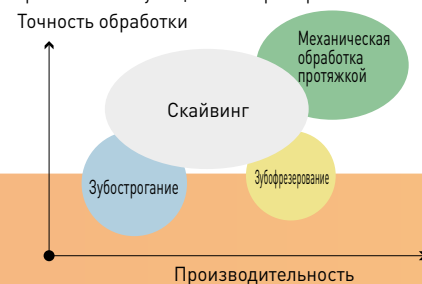 Точность обработки
Механическая
обработка
протяжкой
Скайвинг
Зубострогание
Зубофрезерование
Производительность